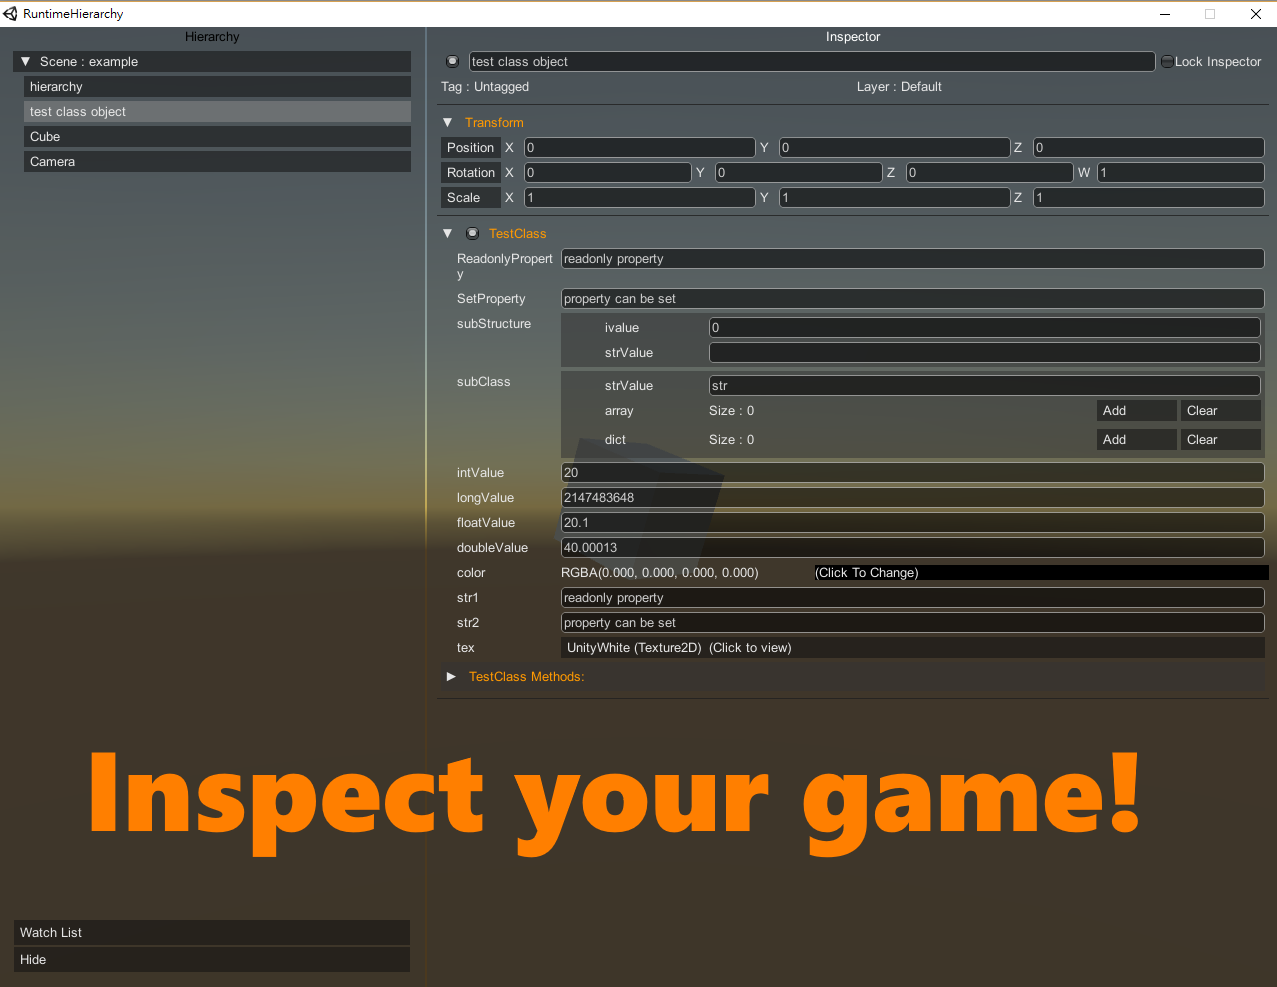 RuntimeHierarchy
Hierarchy
▼ Scene : example
hierarchy
test class object
Cube
Camera
Inspector
test class object Lock Inspector
Tag : Untagged Layer : Default
▼ Transform
Position X 0 Y 0 Z 0
Rotation X 0 Y 0 Z 0 W 1
Scale X 1 Y 1 Z 1
▼ TestClass
ReadonlyPropert readonly property
y
SetProperty property can be set
subStructure ivalue 0
strValue
subClass strValue str
array Size : 0 Add Clear
dict Size : 0 Add Clear
intValue 20
longValue 2147483648
floatValue 20.1
doubleValue 40.00013
color RGBA(0.000, 0.000, 0.000, 0.000) (Click To Change)
str1 readonly property
str2 property can be set
tex UnityWhite (Texture2D) (Click to view)
▶ TestClass Methods:
Inspect your game!
Watch List
Hide